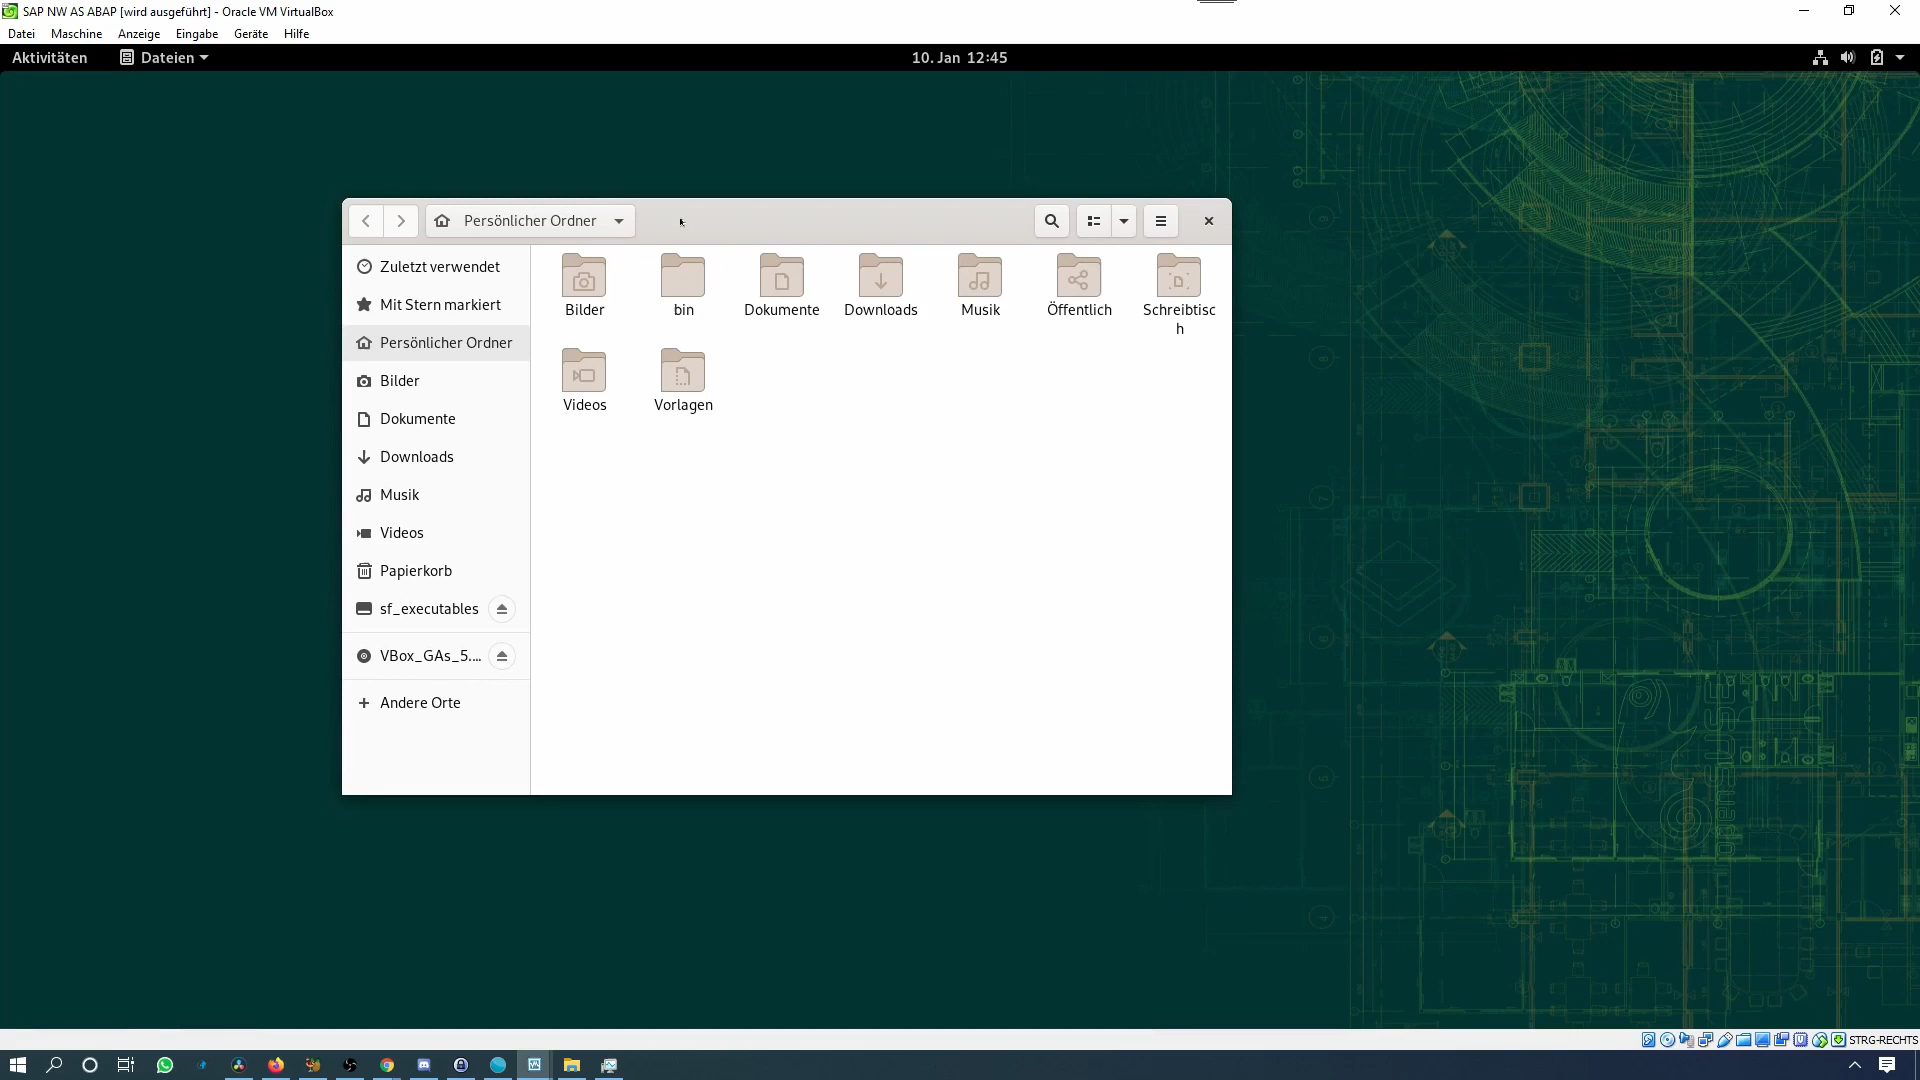 SAP NW AS ABAP [wird ausgeführt] - Oracle VM VirtualBox
Datei Maschine Anzeige Eingabe Geräte Hilfe
Aktivitäten Dateien 10. Jan 12:45
Persönlicher Ordner
Zuletzt verwendet
Mit Stern markiert
Persönlicher Ordner
Bilder
Dokumente
Downloads
Musik
Videos
Papierkorb
sf_executables
VBox_GAs_5....
Andere Orte
Bilder bin Dokumente Downloads Musik Öffentlich Schreibtisc
h
Videos Vorlagen
STRG-RECHTS